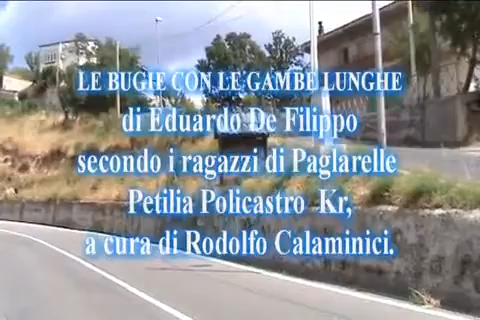 LE BUGIE CON LE GAMBE LUNGHE
di Eduardo De Filippo
secondo i ragazzi di Paglarelle
Petilia Policastro Kr,
a cura di Rodolfo Calaminici.